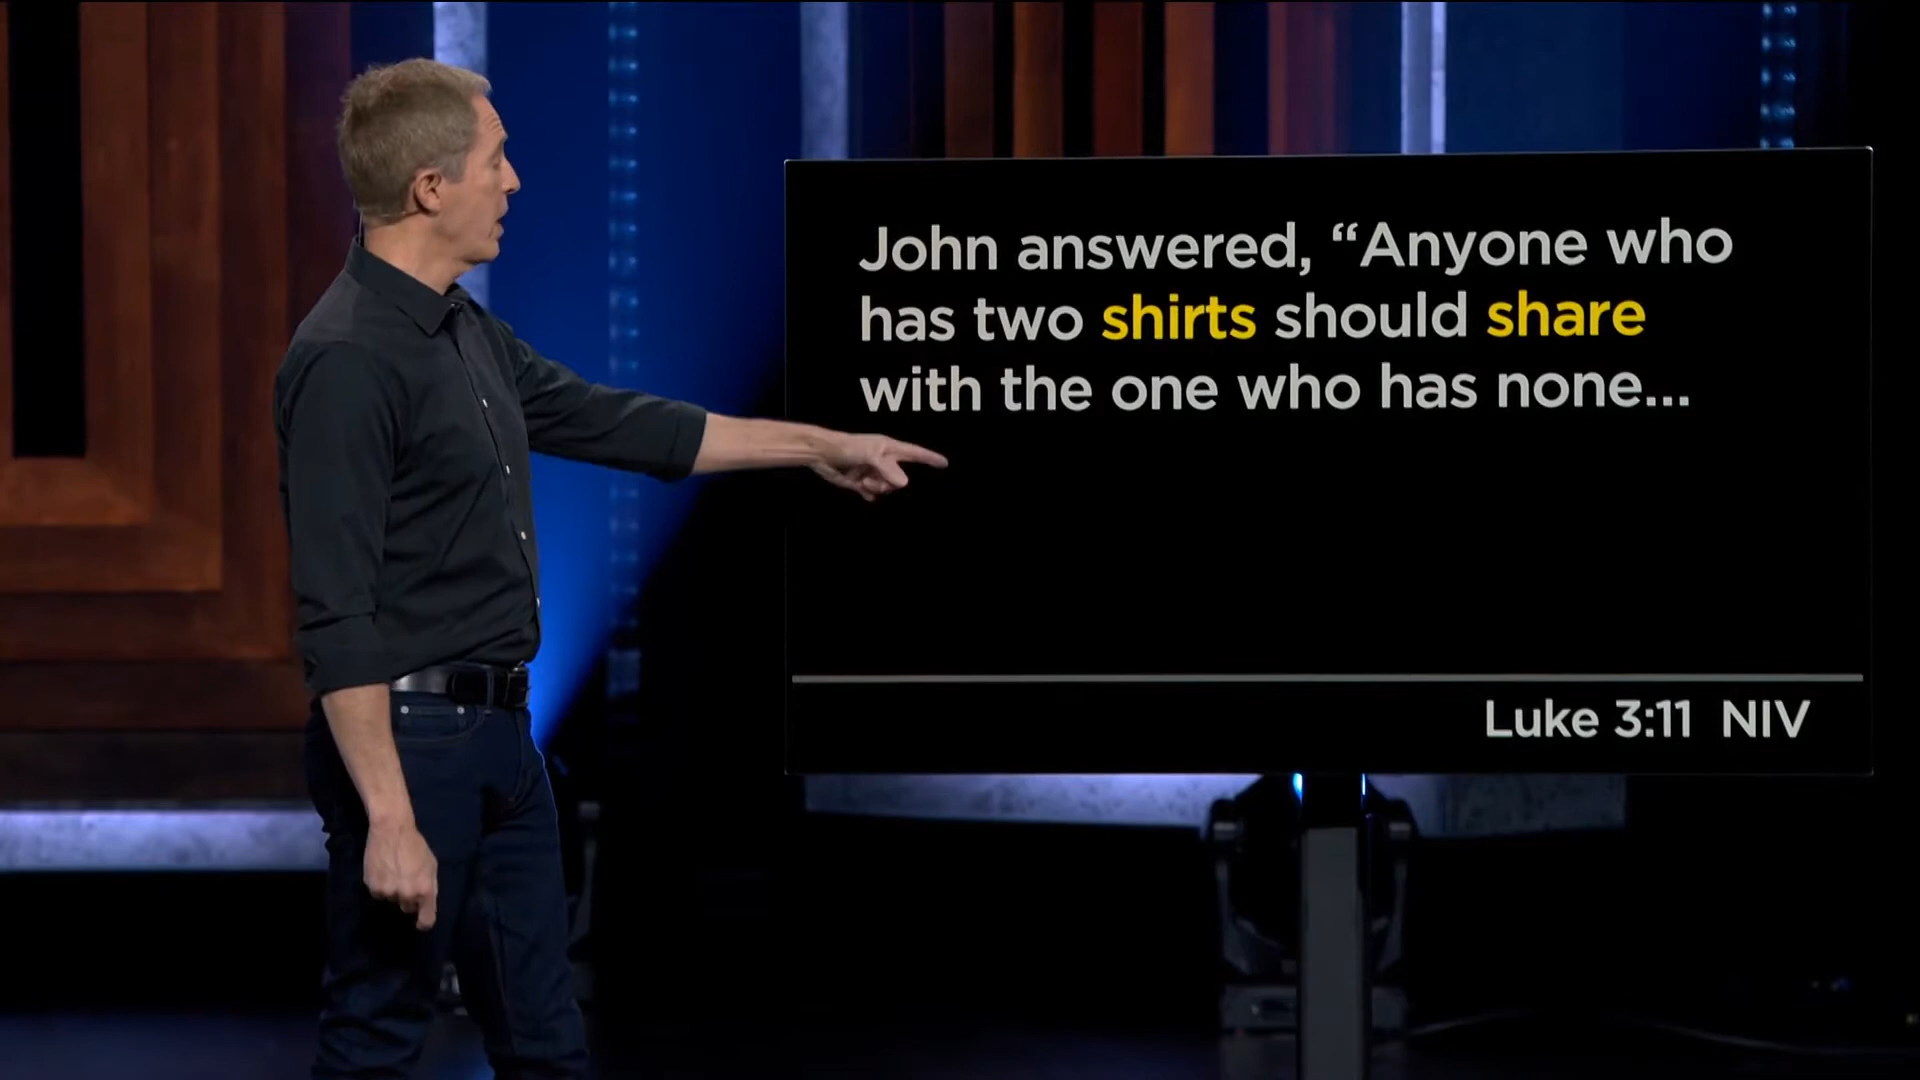 John answered, “Anyone who
has two shirts should share
with the one who has none...
Luke 3:11 NIV